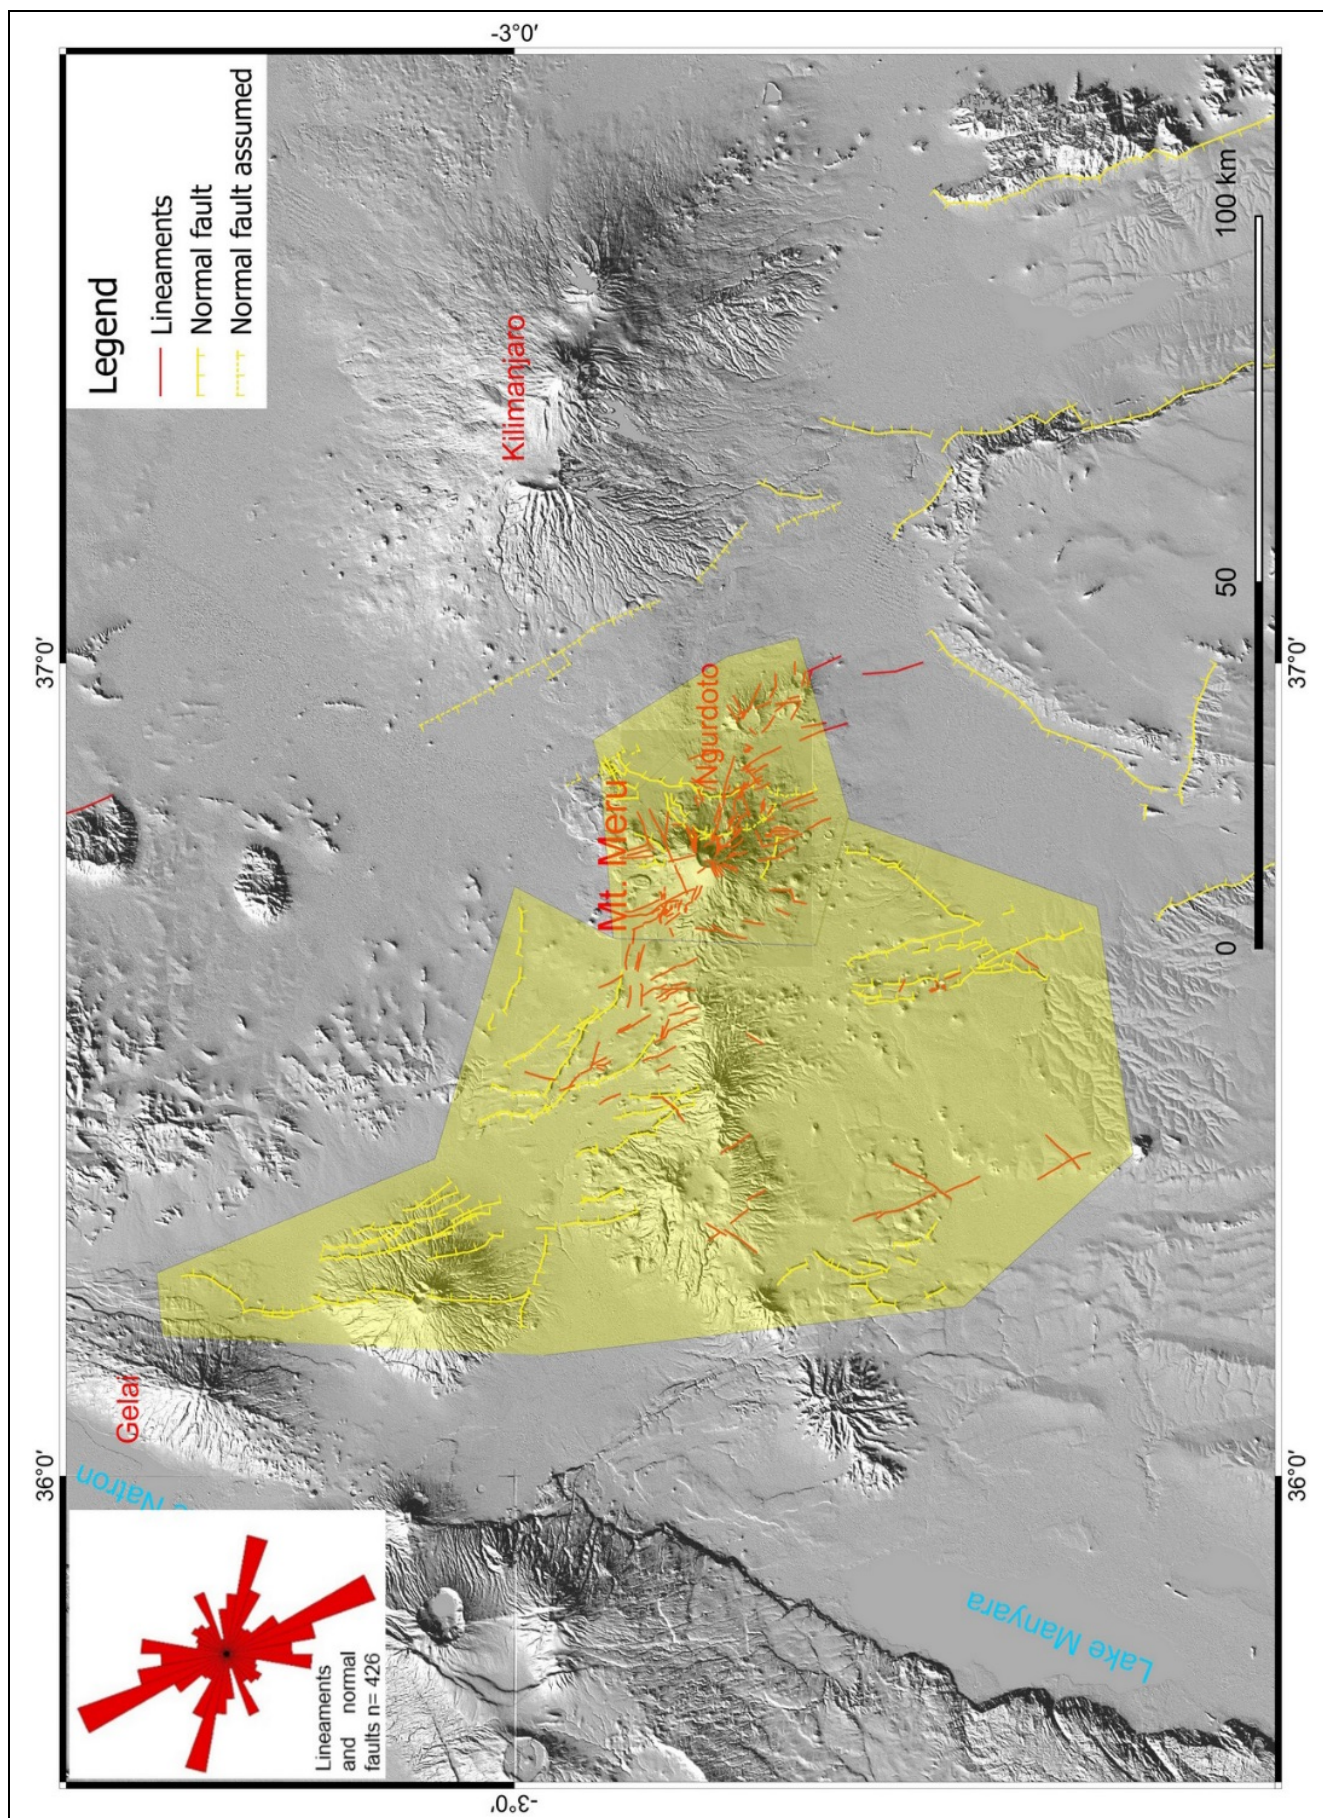 -3°0'
37°0'
36°0'
Legend
Lineaments
Normal fault
Normal fault assumed
Kilimanjaro
Mt. Meru
Ngurdoto
Gelai
Natron
Lake Manyara
Lineaments
and normal
faults n= 426
0 50 100 km
37°0'
36°0'
-3°0'